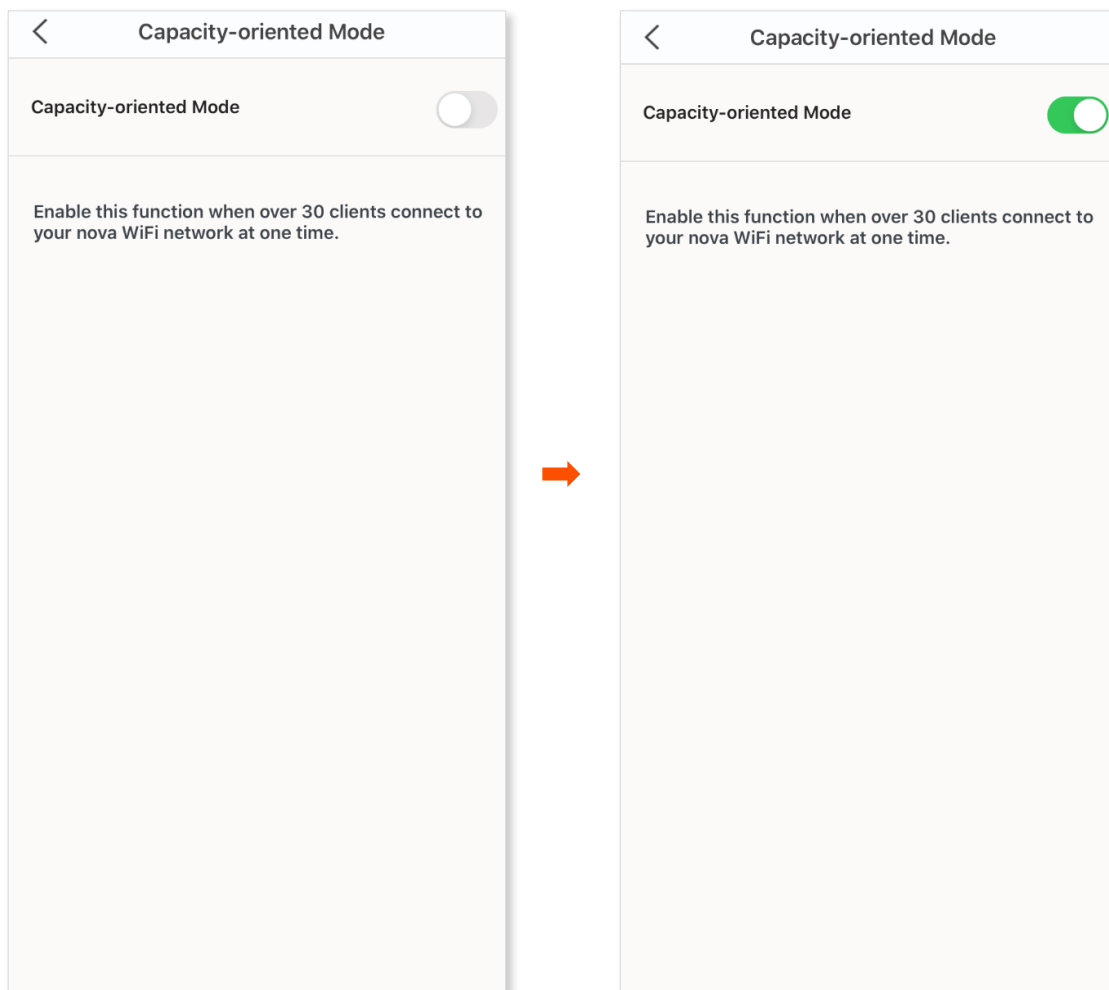 Capacity-oriented Mode
Capacity-oriented Mode
Enable this function when over 30 clients connect to
your nova WiFi network at one time.
Capacity-oriented Mode
Capacity-oriented Mode
Enable this function when over 30 clients connect to
your nova WiFi network at one time.